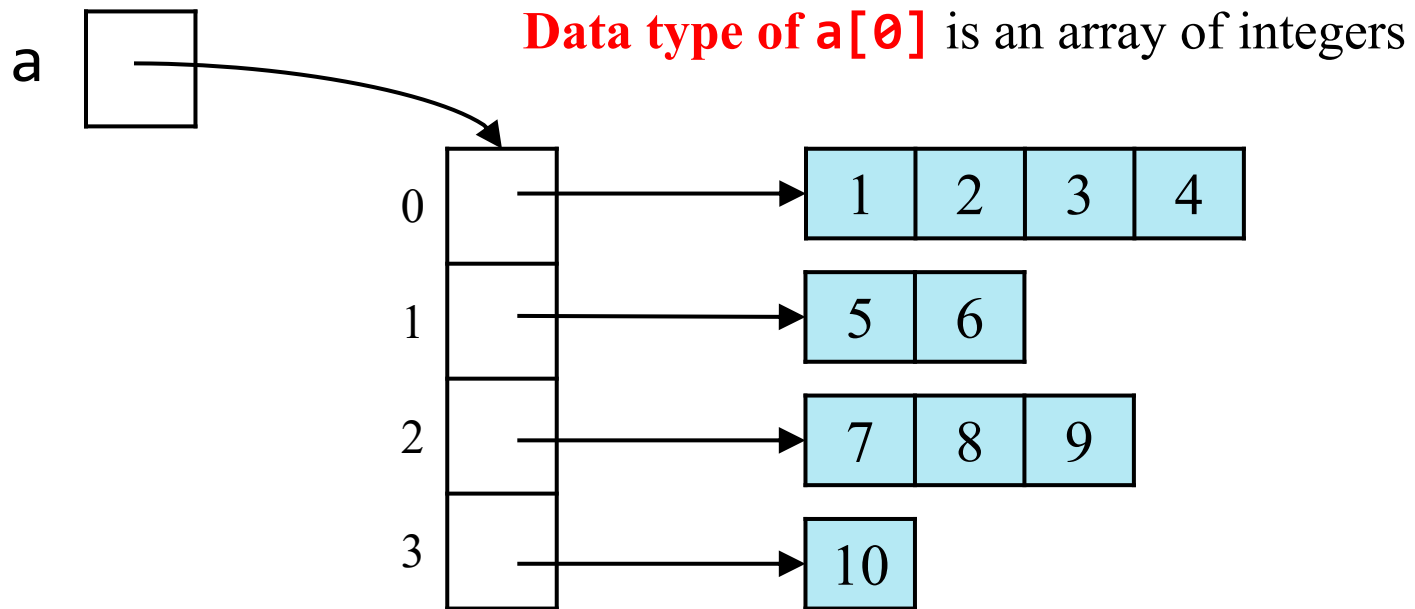 Data type of a[0] is an array of integers
a
0 1 2 3 4
1 5 6
2 7 8 9
3 10